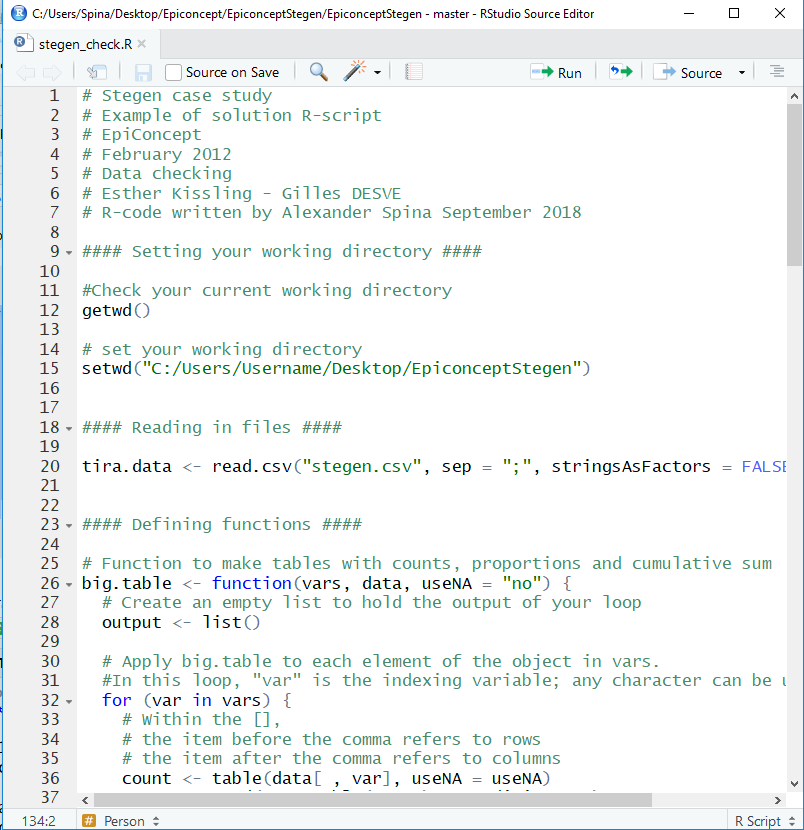 C:/Users/Spina/Desktop/Epiconcept/EpiconceptStegen/EpiconceptStegen - master - RStudio Source Editor
stegen_check.R
Source on Save
Run
Source
1 # Stegen case study
2 # Example of solution R-script
3 # EpiConcept
4 # February 2012
5 # Data checking
6 # Esther Kissling - Gilles DESVE
7 # R-code written by Alexander Spina September 2018
8
9 #### Setting your working directory ####
10
11 #Check your current working directory
12 getwd()
13
14 # set your working directory
15 setwd("C:/Users/Username/Desktop/EpiconceptStegen")
16
17
18 #### Reading in files ####
19
20 tira.data <- read.csv("stegen.csv", sep = ";", stringsAsFactors = FALSE
21
22
23 #### Defining functions ####
24
25 # Function to make tables with counts, proportions and cumulative sum
26 big.table <- function(vars, data, useNA = "no") {
27 # Create an empty list to hold the output of your loop
28 output <- list()
29
30 # Apply big.table to each element of the object in vars.
31 #In this loop, "var" is the indexing variable; any character can be
32 for (var in vars) {
33 # Within the [],
34 # the item before the comma refers to rows
35 # the item after the comma refers to columns
36 count <- table(data[ , var], useNA = useNA)
37
134:2 # Person R Script